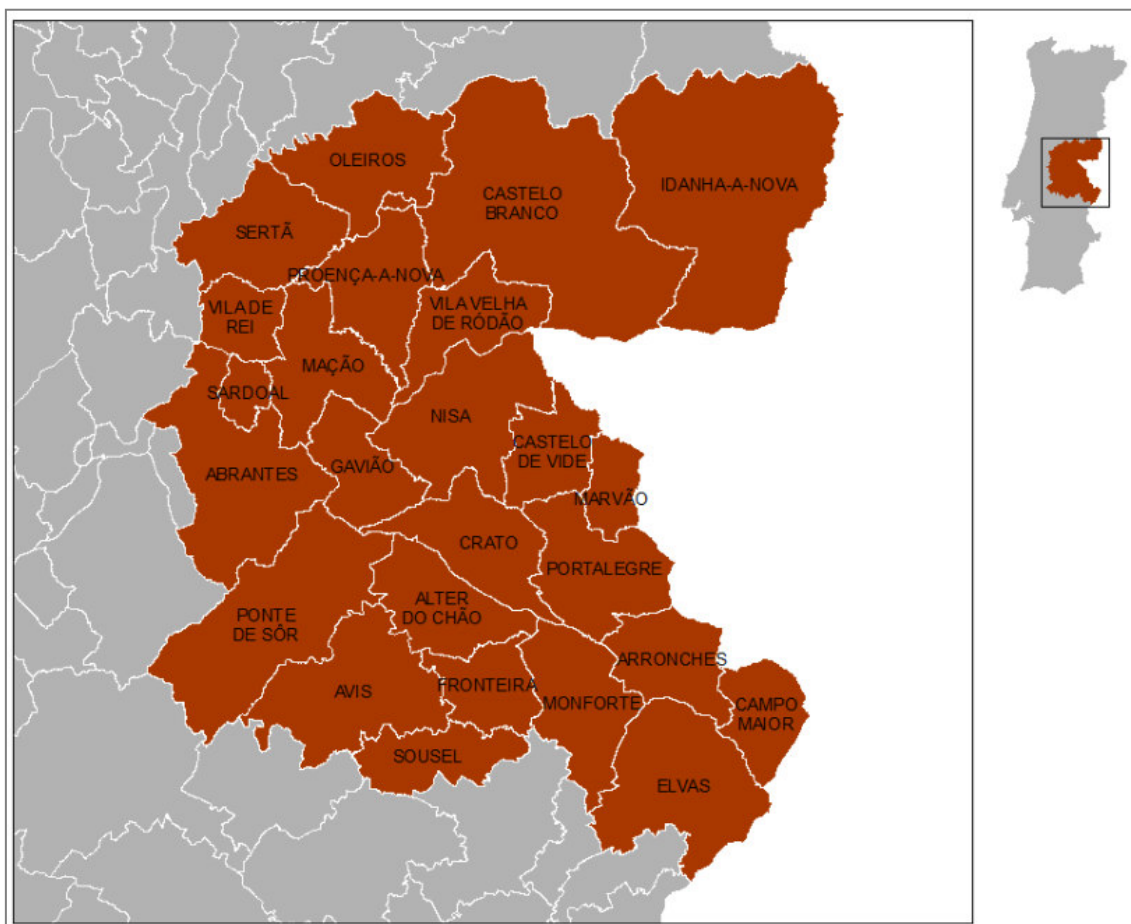 OLEIROS
CASTELO
BRANCO
IDANHA-A-NOVA
SERTÃ
PROENÇA-A-NOVA
VILA DE
REI
VILA VELHA
DE RÓDÃO
MAÇÃO
SARDOAL
NISA
CASTELO
DE VIDE
ABRANTES
GAVIÃO
MARVÃO
CRATO
PORTALEGRE
ALTER
DO CHÃO
PONTE
DE SÔR
ARRONCHES
AVIS
FRONTEIRA
MONFORTE
CAMPO
MAIOR
SOUSEL
ELVAS